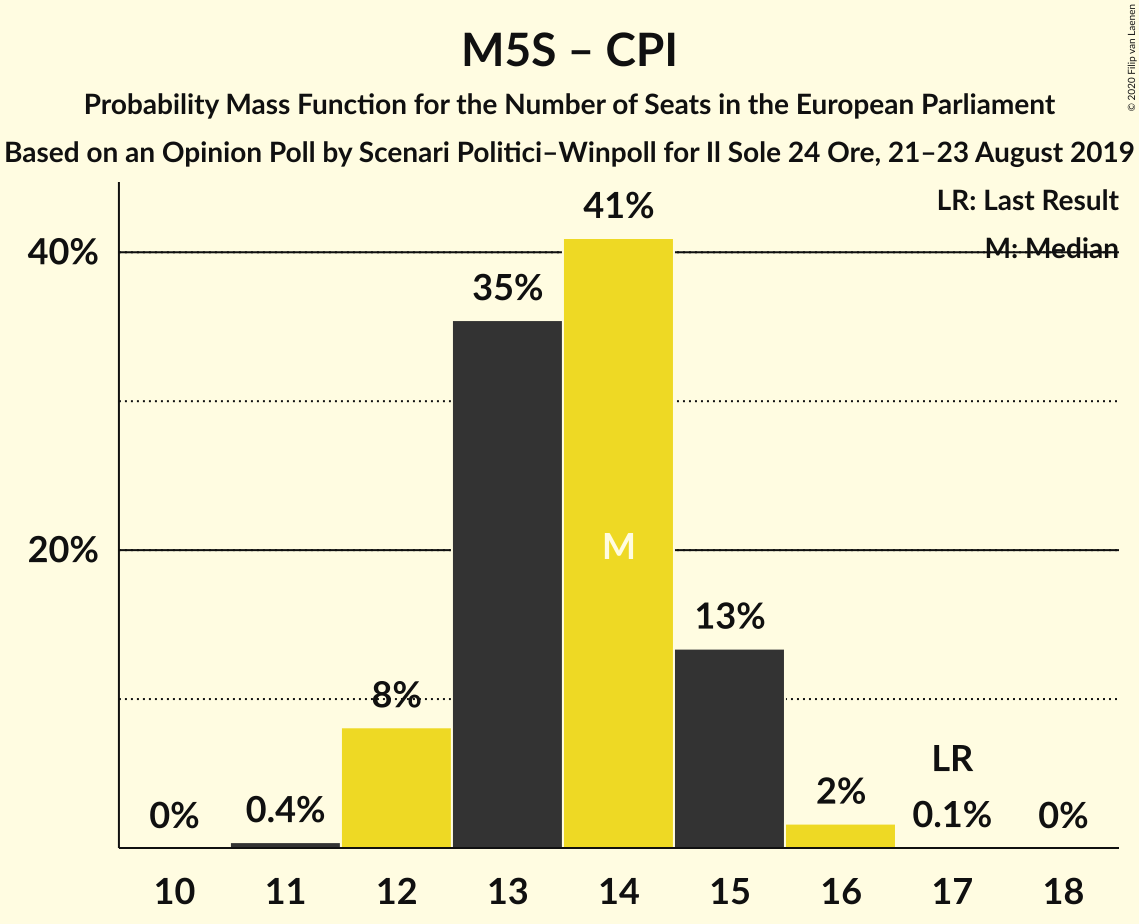 M5S – CPI
Probability Mass Function for the Number of Seats in the European Parliament
Based on an Opinion Poll by Scenari Politici–Winpoll for Il Sole 24 Ore, 21–23 August 2019
© 2020 Filip van Laenen
LR: Last Result
M: Median
40%
20%
0%
0.4%
8%
35%
41%
M
13%
2%
LR
0.1%
0%
10 11 12 13 14 15 16 17 18